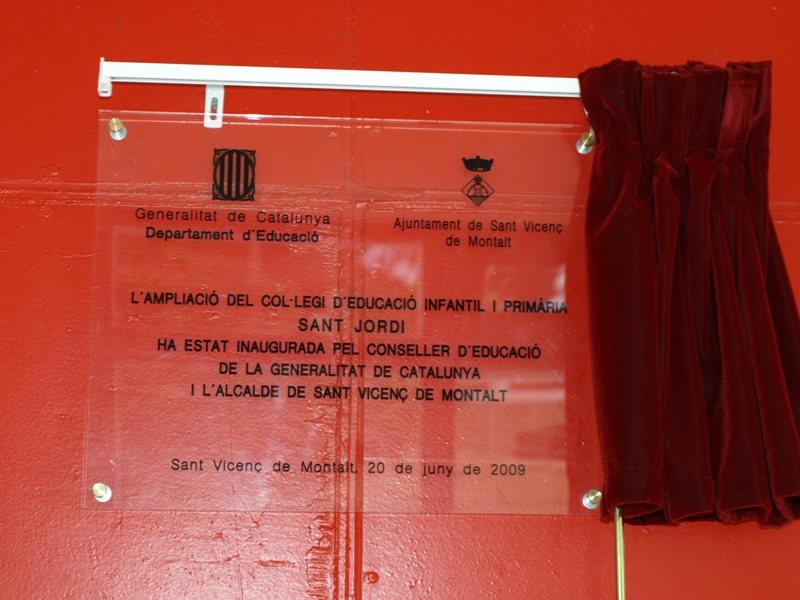 Generalitat de Catalunya
Departament d'Educació
Ajuntament de Sant Vicenç
de Montalt
L'AMPLIACIÓ DEL COL·LEGI D'EDUCACIÓ INFANTIL I PRIMÀRIA
SANT JORDI
HA ESTAT INAUGURADA PEL CONSELLER D'EDUCACIÓ
DE LA GENERALITAT DE CATALUNYA
I L'ALCALDE DE SANT VICENÇ DE MONTALT
Sant Vicenç de Montalt, 20 de juny de 2009